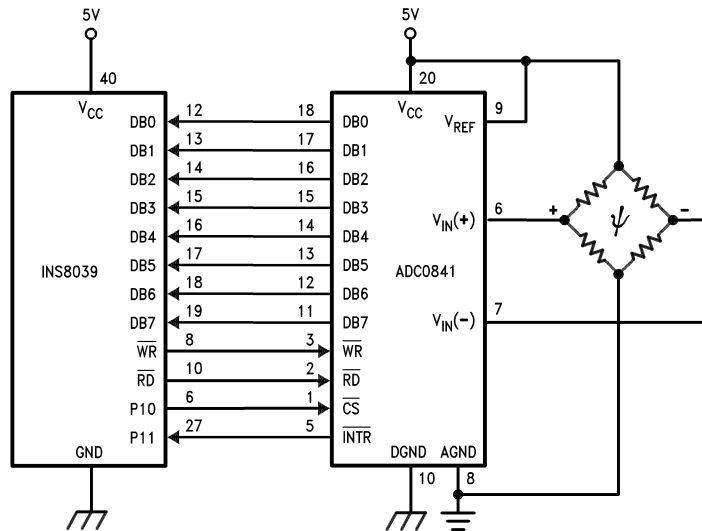 5V
5V
40
20
VCC
VCC
VREF
9
DB0 12 18 DB0
DB1 13 17 DB1
DB2 14 16 DB2
DB3 15 15 DB3
DB4 16 14 DB4
DB5 17 13 DB5
DB6 18 12 DB6
DB7 19 11 DB7
WR 8 3 WR
RD 10 2 RD
P10 6 1 CS
P11 27 5 INTR
INS8039
ADC0841
VIN(+) 6 + ψ -
VIN(-) 7
GND
DGND AGND
10 8